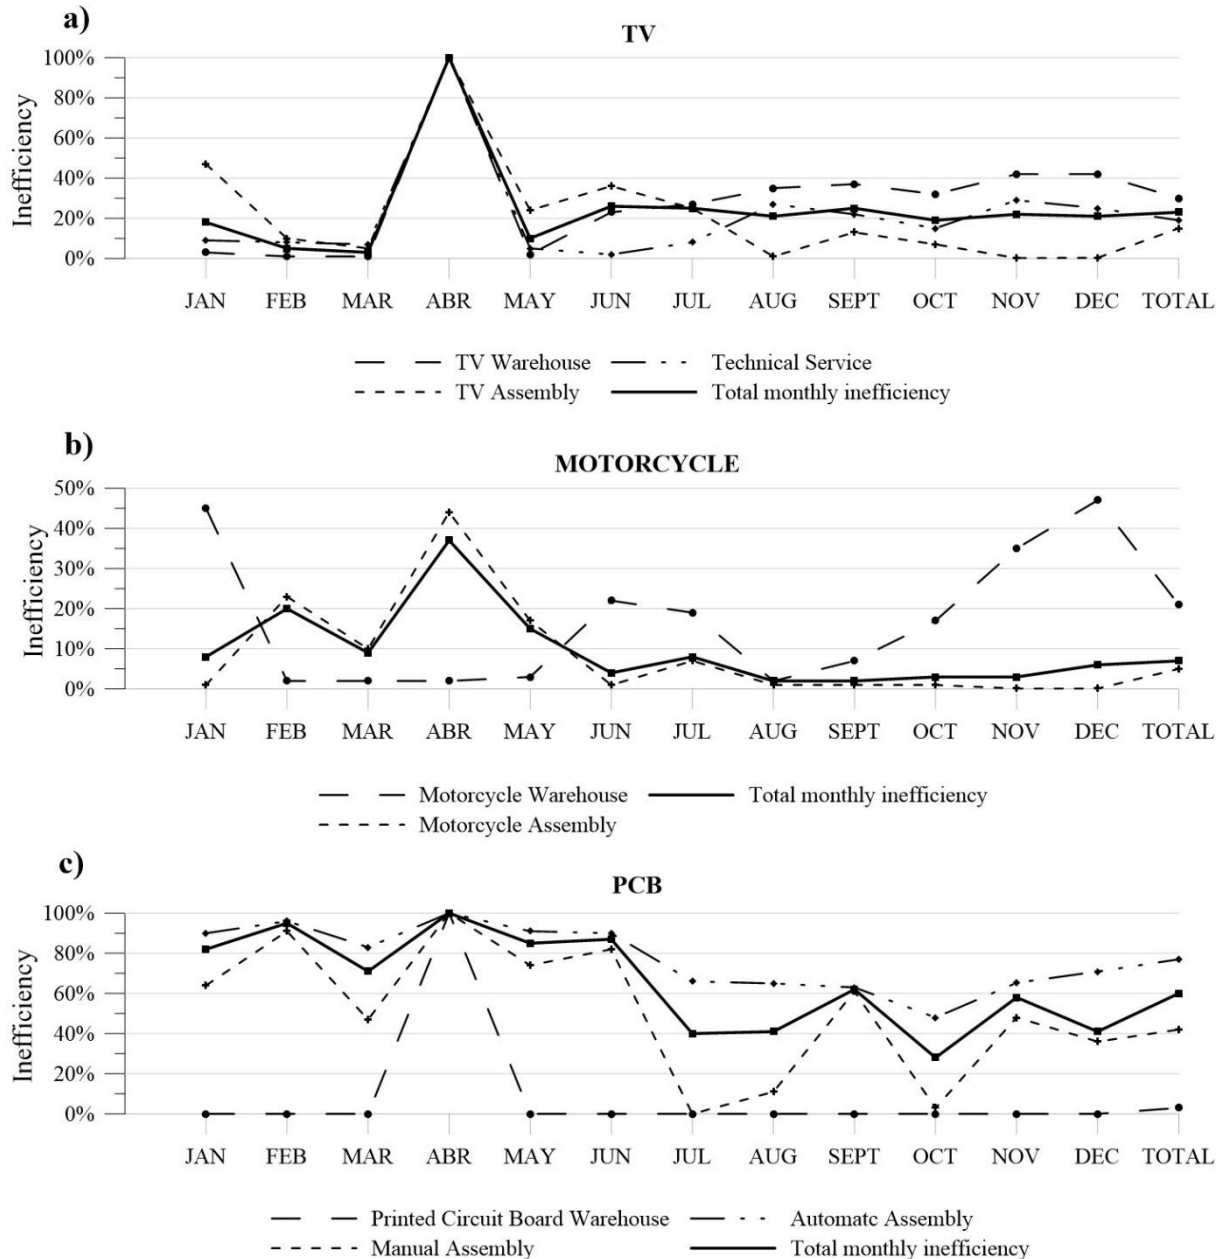 a)
TV
Inefficiency
100%
80%
60%
40%
20%
0%
JAN FEB MAR ABR MAY JUN JUL AUG SEPT OCT NOV DEC TOTAL
TV Warehouse Technical Service
TV Assembly Total monthly inefficiency
b)
MOTORCYCLE
Inefficiency
50%
40%
30%
20%
10%
0%
JAN FEB MAR ABR MAY JUN JUL AUG SEPT OCT NOV DEC TOTAL
Motorcycle Warehouse Total monthly inefficiency
Motorcycle Assembly
c)
PCB
Inefficiency
100%
80%
60%
40%
20%
0%
JAN FEB MAR ABR MAY JUN JUL AUG SEPT OCT NOV DEC TOTAL
Printed Circuit Board Warehouse Automatc Assembly
Manual Assembly Total monthly inefficiency